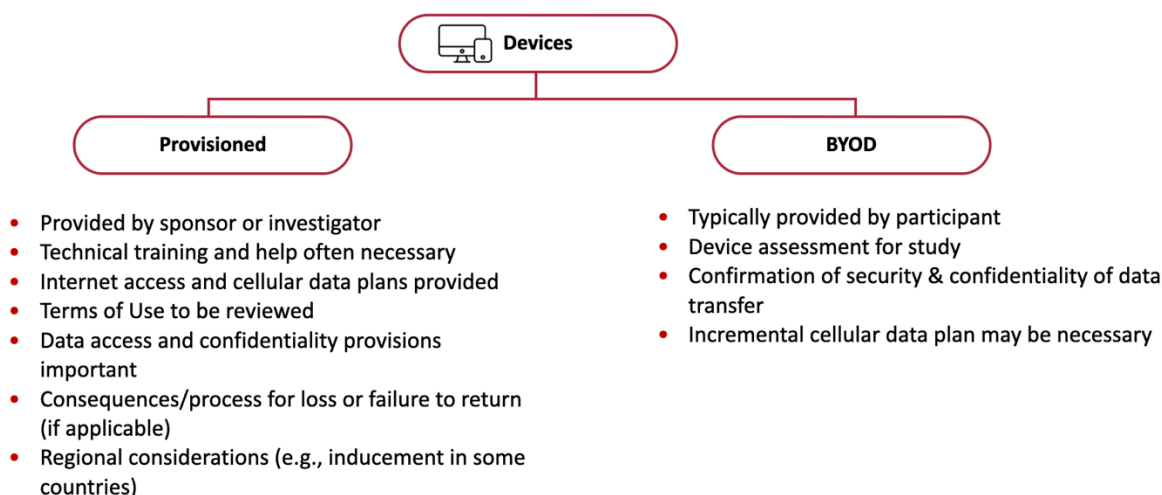 Devices
Provisioned
BYOD
• Provided by sponsor or investigator
• Technical training and help often necessary
• Internet access and cellular data plans provided
• Terms of Use to be reviewed
• Data access and confidentiality provisions
important
• Consequences/process for loss or failure to return
(if applicable)
• Regional considerations (e.g., inducement in some
countries)
• Typically provided by participant
• Device assessment for study
• Confirmation of security & confidentiality of data
transfer
• Incremental cellular data plan may be necessary